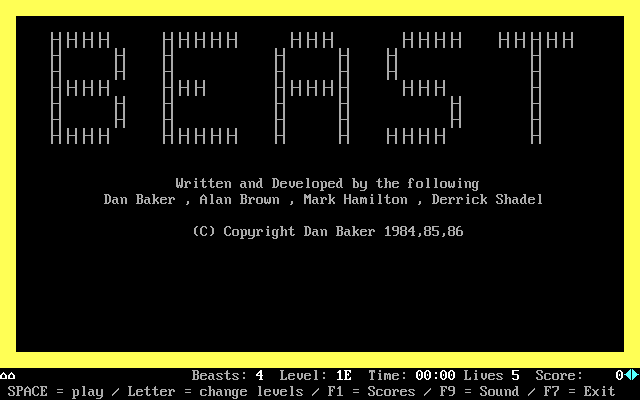 BEAST
Written and Developed by the following
Dan Baker , Alan Brown , Mark Hamilton , Derrick Shadel
(C) Copyright Dan Baker 1984,85,86
Beasts: 4 Level: 1E Time: 00:00 Lives 5 Score: 0
SPACE = play / Letter = change levels / F1 = Scores / F9 = Sound / F7 = Exit